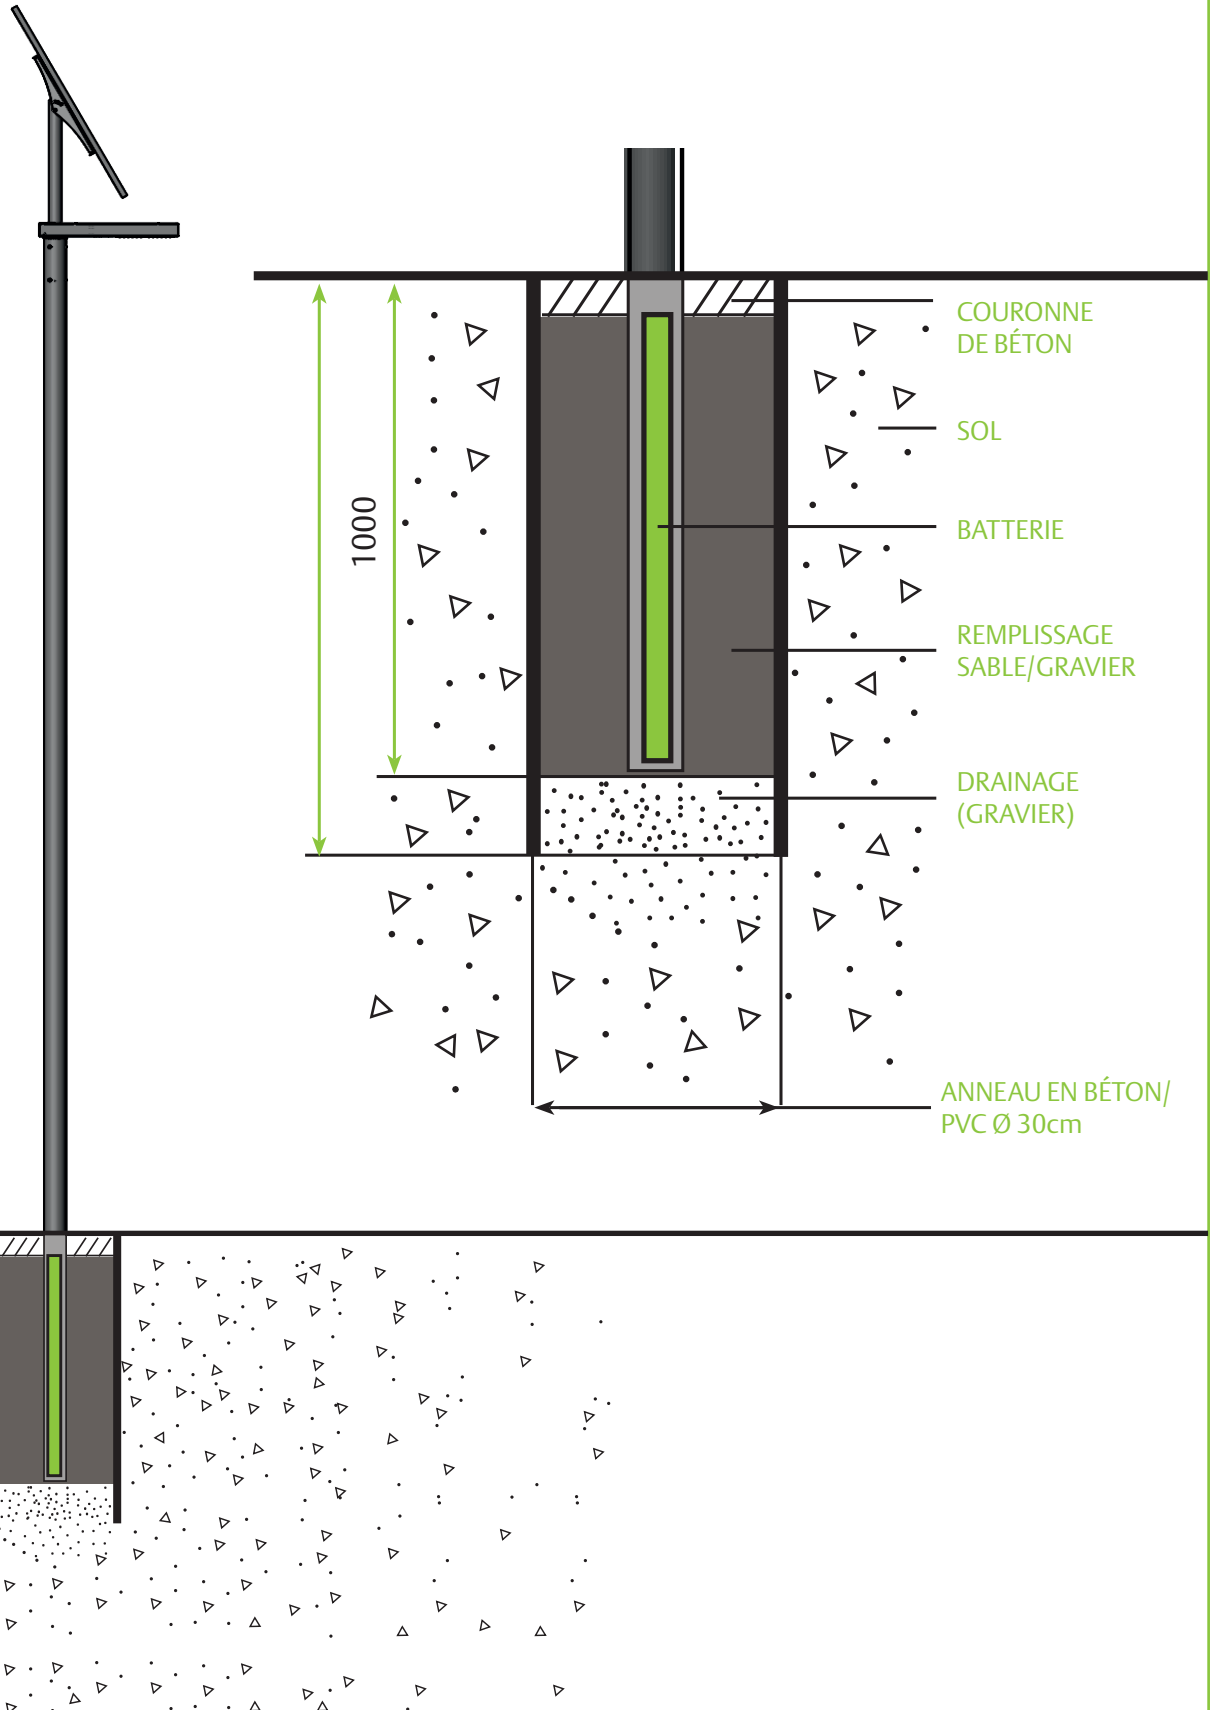 COURONNE
DE BÉTON
SOL
BATTERIE
1000
REMPLISSAGE
SABLE/GRAVIER
DRAINAGE
(GRAVIER)
ANNEAU EN BÉTON/
PVC Ø 30cm